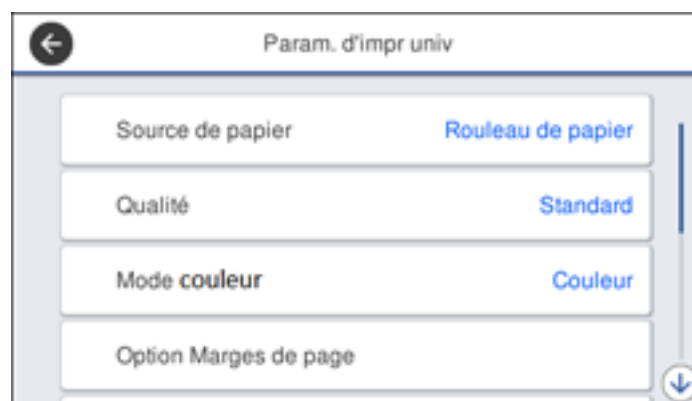 Param. d'impr univ
Source de papier Rouleau de papier
Qualité Standard
Mode couleur Couleur
Option Marges de page